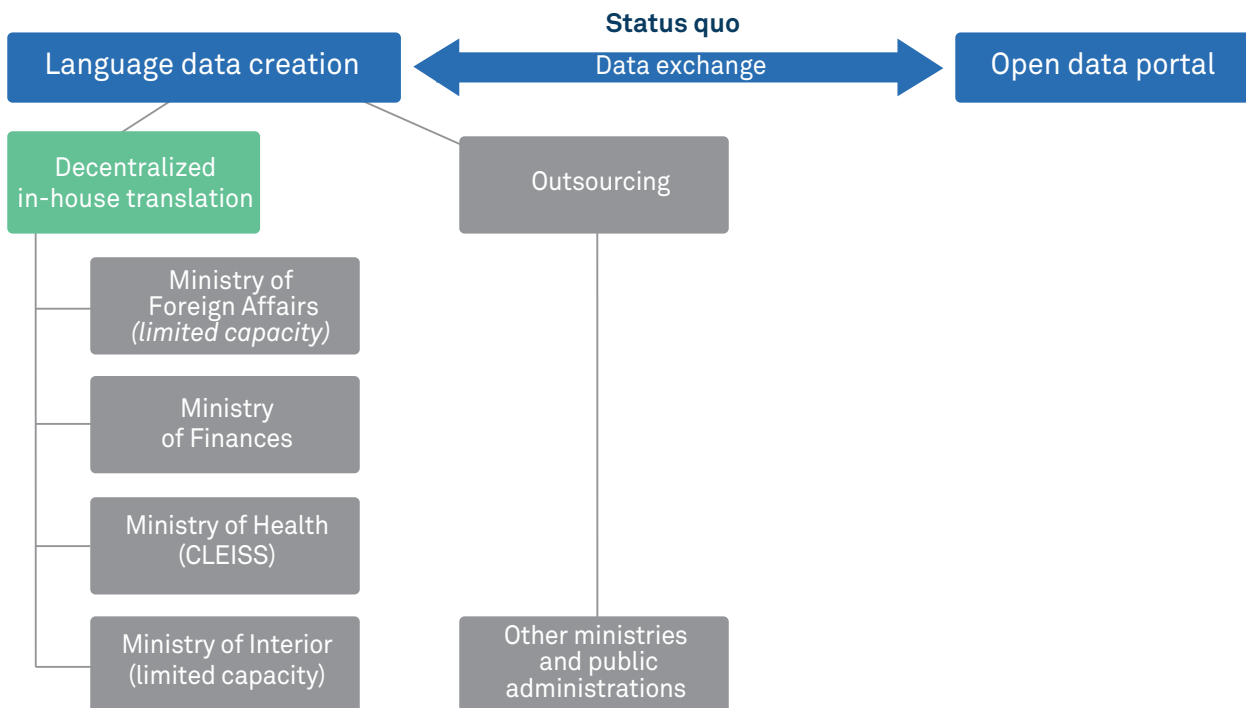 Status quo
Language data creation
Data exchange
Open data portal
Decentralized
in-house translation
Outsourcing
Ministry of
Foreign Affairs
(limited capacity)
Ministry
of Finances
Ministry of Health
(CLEISS)
Ministry of Interior
(limited capacity)
Other ministries
and public
administrations